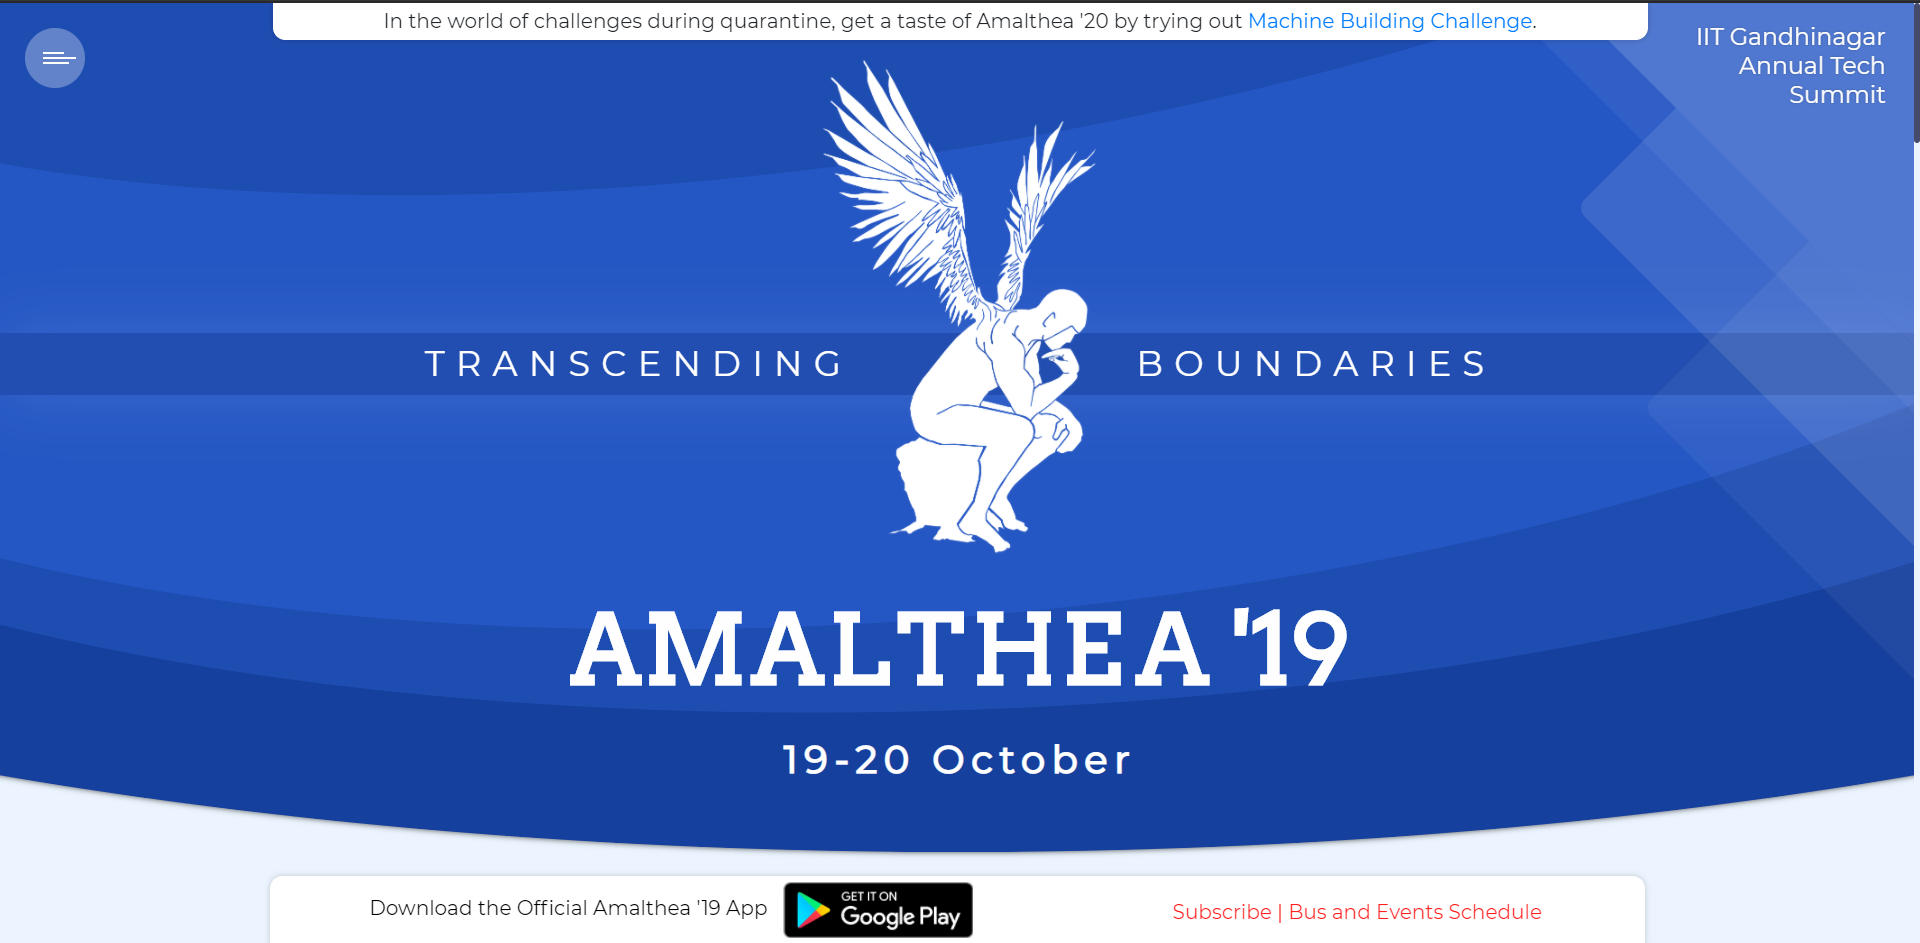 In the world of challenges during quarantine, get a taste of Amalthea '20 by trying out Machine Building Challenge.
IIT Gandhinagar
Annual Tech
Summit
TRANSCENDING BOUNDARIES
AMALTHEA '19
19-20 October
Download the Official Amalthea '19 App
GET IT ON
Google Play
Subscribe | Bus and Events Schedule